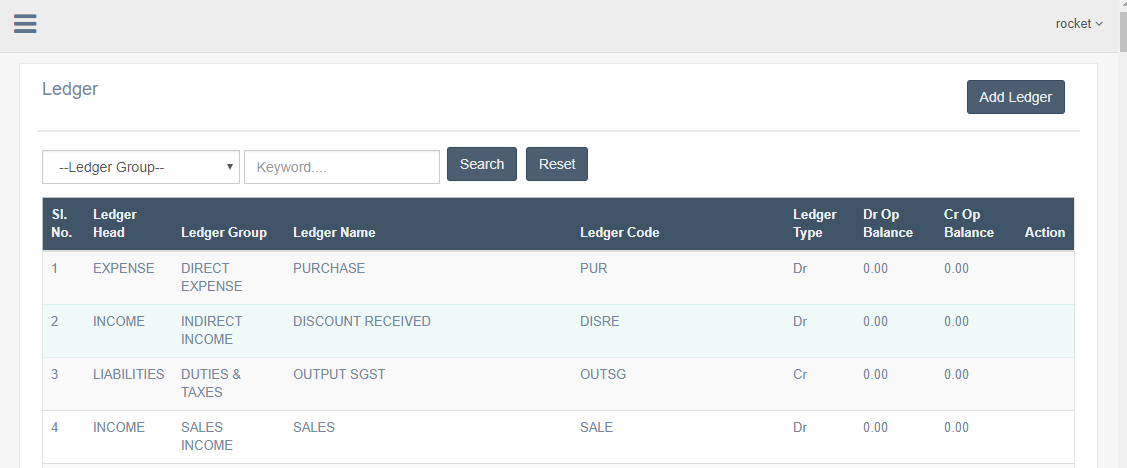 rocket
Ledger
Add Ledger
--Ledger Group--
Keyword....
Search
Reset
Sl. No. Ledger Head Ledger Group Ledger Name Ledger Code Ledger Type Dr Op Balance Cr Op Balance Action
1 EXPENSE DIRECT EXPENSE PURCHASE PUR Dr 0.00 0.00
2 INCOME INDIRECT INCOME DISCOUNT RECEIVED DISRE Dr 0.00 0.00
3 LIABILITIES DUTIES & TAXES OUTPUT SGST OUTSG Cr 0.00 0.00
4 INCOME SALES INCOME SALES SALE Dr 0.00 0.00